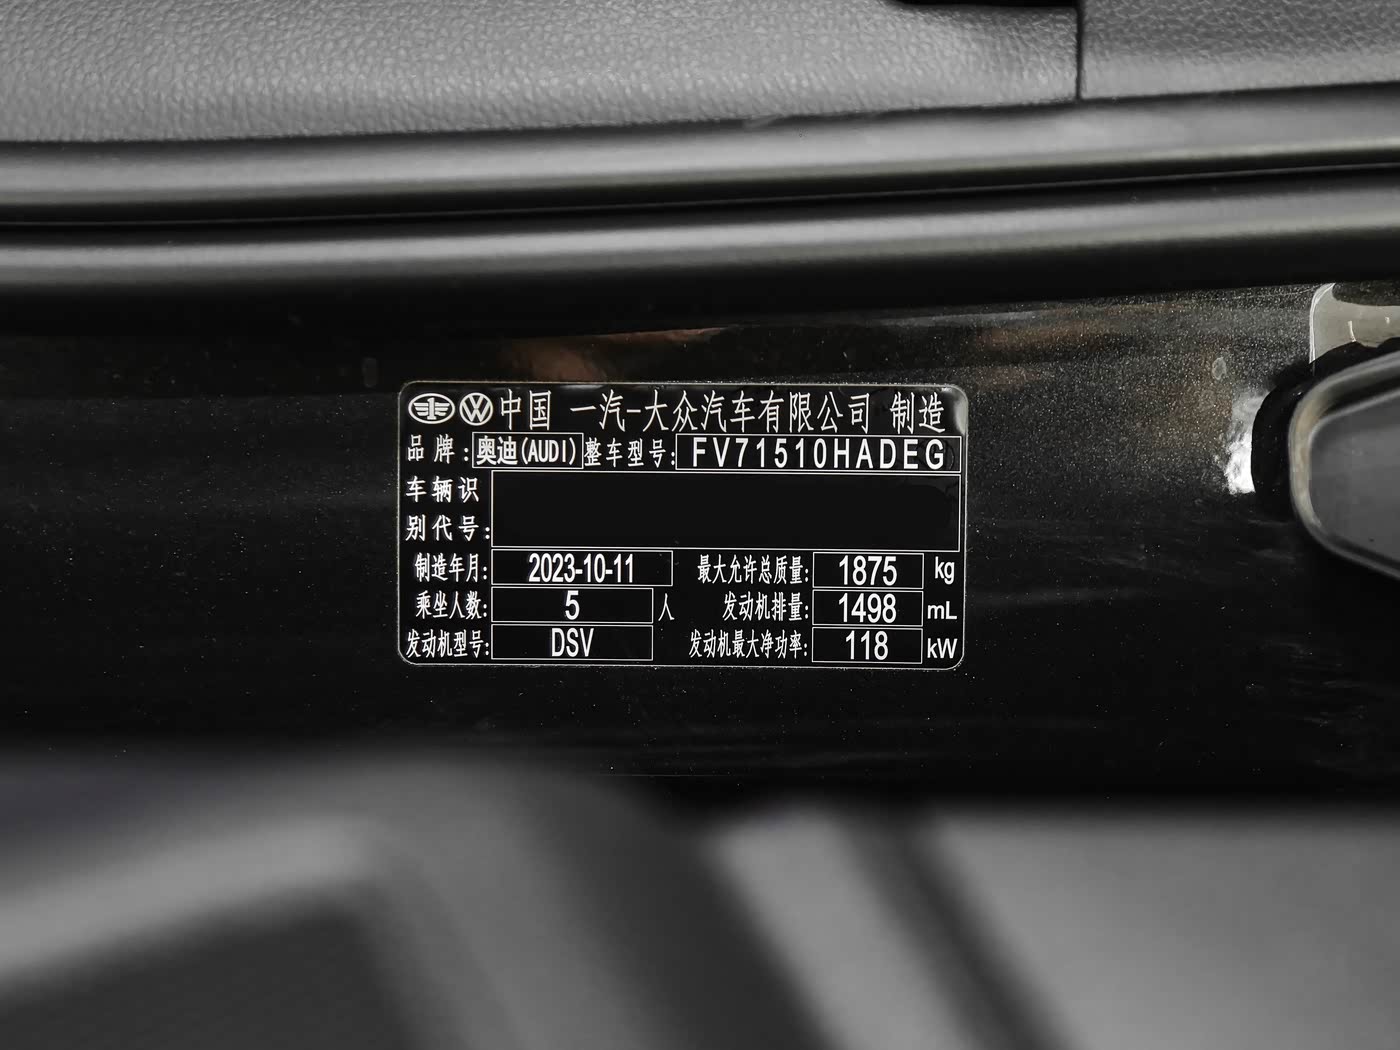 中国 一汽-大众汽车有限公司 制造
品牌: 奥迪(AUDI) 整车型号: FV71510HADEG
车辆识
别代号:
制造年月: 2023-10-11 最大允许总质量: 1875 kg
乘坐人数: 5 人 发动机排量: 1498 mL
发动机型号: DSV 发动机最大净功率: 118 kW